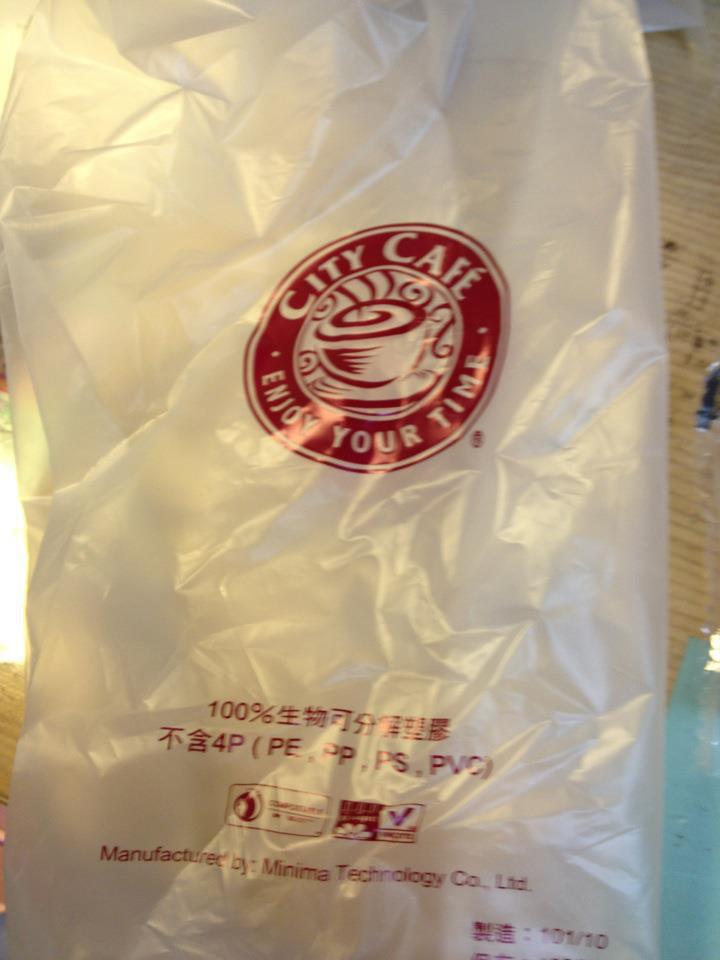 CITY CAFÉ
ENJOY YOUR TIME
®
100%生物可分解塑膠
不含4P ( PE , PP , PS , PVC)
Manufactured by: Minima Technology Co., Ltd.
製造：101/10